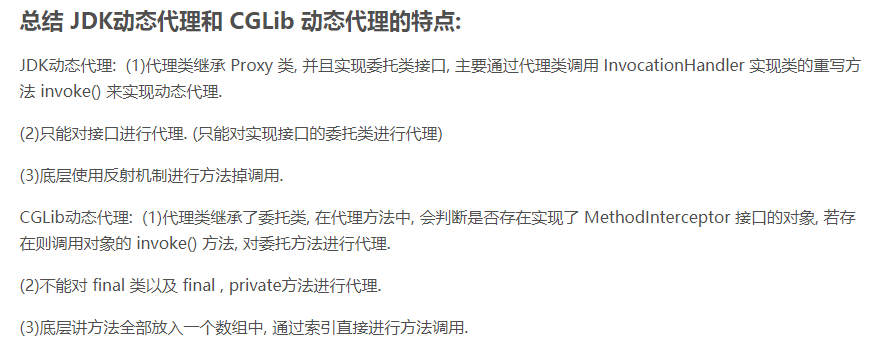 总结 JDK动态代理和 CGLib 动态代理的特点:
JDK动态代理:  (1)代理类继承 Proxy 类, 并且实现委托类接口, 主要通过代理类调用 InvocationHandler 实现类的重写方
法 invoke() 来实现动态代理.
(2)只能对接口进行代理. (只能对实现接口的委托类进行代理)
(3)底层使用反射机制进行方法掉调用.
CGLib动态代理:  (1)代理类继承了委托类, 在代理方法中, 会判断是否存在实现了 MethodInterceptor 接口的对象, 若存
在则调用对象的 invoke() 方法, 对委托方法进行代理.
(2)不能对 final 类以及 final , private方法进行代理.
(3)底层讲方法全部放入一个数组中, 通过索引直接进行方法调用.